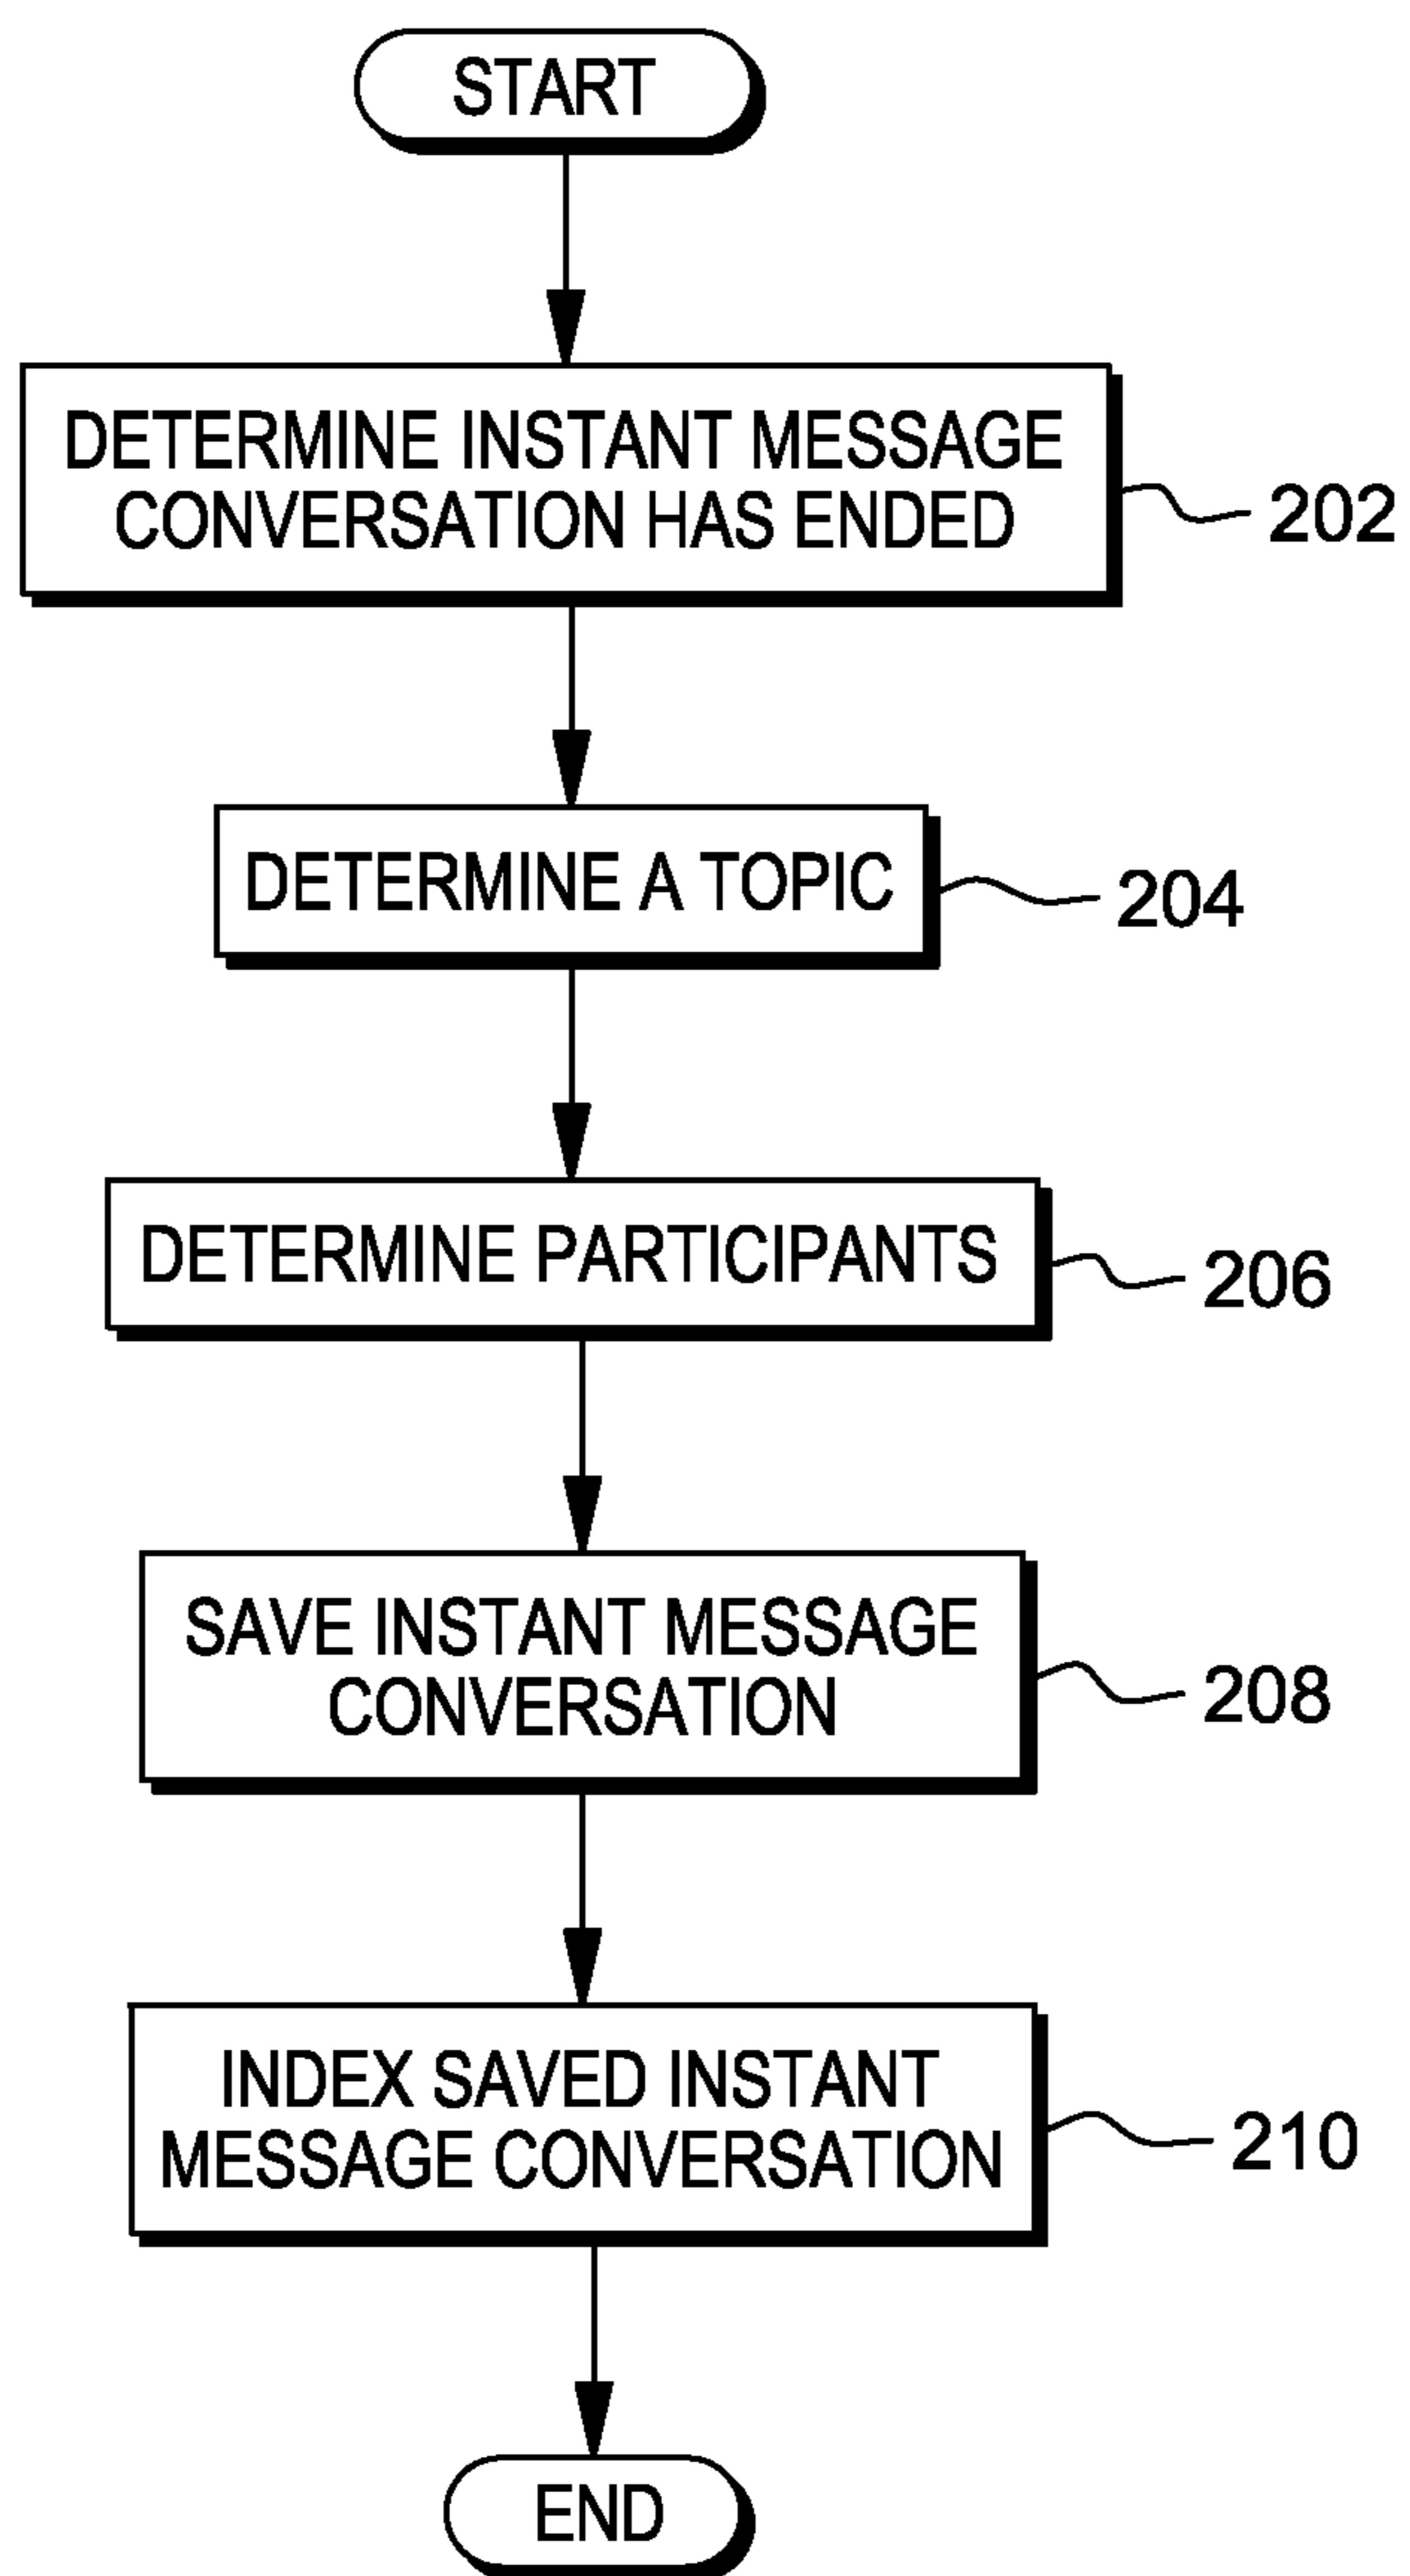 START
DETERMINE INSTANT MESSAGE
CONVERSATION HAS ENDED
202
DETERMINE A TOPIC
204
DETERMINE PARTICIPANTS
206
SAVE INSTANT MESSAGE
CONVERSATION
208
INDEX SAVED INSTANT
MESSAGE CONVERSATION
210
END